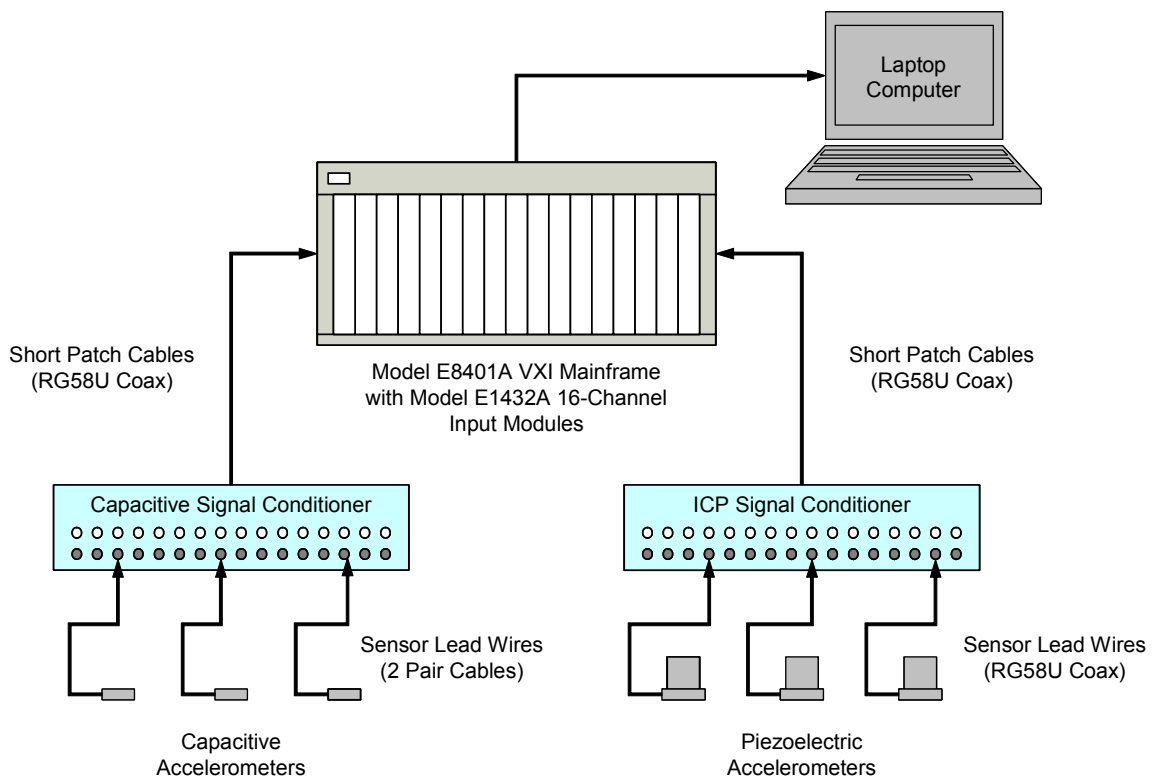 Laptop
Computer
Short Patch Cables
(RG58U Coax)
Model E8401A VXI Mainframe
with Model E1432A 16-Channel
Input Modules
Short Patch Cables
(RG58U Coax)
Capacitive Signal Conditioner
ICP Signal Conditioner
Sensor Lead Wires
(2 Pair Cables)
Sensor Lead Wires
(RG58U Coax)
Capacitive
Accelerometers
Piezoelectric
Accelerometers